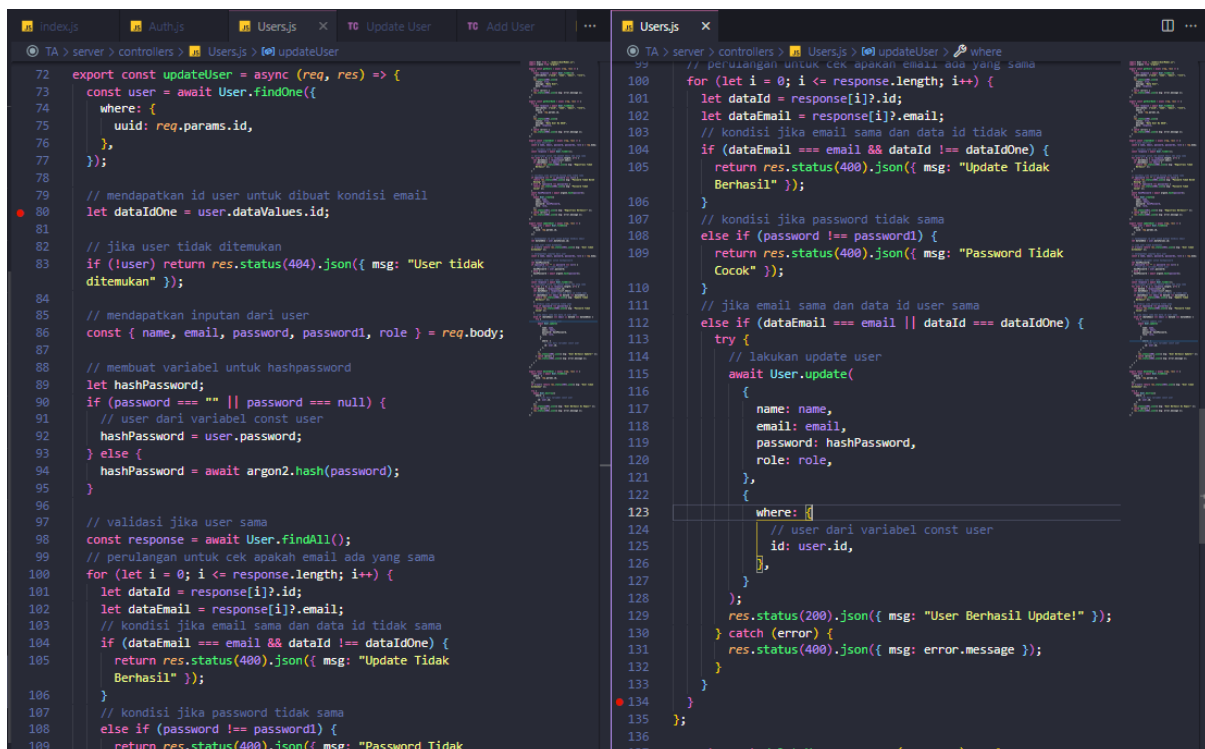 index.js Auth.js Users.js Update User Add User
TA > server > controllers > Users.js > updateUser
72 export const updateUser = async (req, res) => {
73 const user = await User.findOne({
74 where: {
75 uuid: req.params.id,
76 },
77 });
78
79 // mendapatkan id user untuk dibuat kondisi email
80 let dataIdOne = user.dataValues.id;
81
82 // jika user tidak ditemukan
83 if (!user) return res.status(404).json({ msg: "User tidak
ditemukan" });
84
85 // mendapatkan inputan dari user
86 const { name, email, password, password1, role } = req.body;
87
88 // membuat variabel untuk hashpassword
89 let hashPassword;
90 if (password === "" || password === null) {
91 // user dari variabel const user
92 hashPassword = user.password;
93 } else {
94 hashPassword = await argon2.hash(password);
95 }
96
97 // validasi jika user sama
98 const response = await User.findAll();
99 // perulangan untuk cek apakah email ada yang sama
100 for (let i = 0; i <= response.length; i++) {
101 let dataId = response[i]?.id;
102 let dataEmail = response[i]?.email;
103 // kondisi jika email sama dan data id tidak sama
104 if (dataEmail === email && dataId !== dataIdOne) {
105 return res.status(400).json({ msg: "Update Tidak
Berhasil" });
106 }
107 // kondisi jika password tidak sama
108 else if (password !== password1) {
109 return res.status(400).json({ msg: "Password Tidak
Users.js
TA > server > controllers > Users.js > updateUser > where
99 // perulangan untuk cek apakah email ada yang sama
100 for (let i = 0; i <= response.length; i++) {
101 let dataId = response[i]?.id;
102 let dataEmail = response[i]?.email;
103 // kondisi jika email sama dan data id tidak sama
104 if (dataEmail === email && dataId !== dataIdOne) {
105 return res.status(400).json({ msg: "Update Tidak
Berhasil" });
106 }
107 // kondisi jika password tidak sama
108 else if (password !== password1) {
109 return res.status(400).json({ msg: "Password Tidak
Cocok" });
110 }
111 // jika email sama dan data id user sama
112 else if (dataEmail === email || dataId === dataIdOne) {
113 try {
114 // lakukan update user
115 await User.update(
116 {
117 name: name,
118 email: email,
119 password: hashPassword,
120 role: role,
121 },
122 {
123 where: {
124 // user dari variabel const user
125 id: user.id,
126 },
127 }
128 );
129 res.status(200).json({ msg: "User Berhasil Update!" });
130 } catch (error) {
131 res.status(400).json({ msg: error.message });
132 }
133 }
134 }
135 };
136